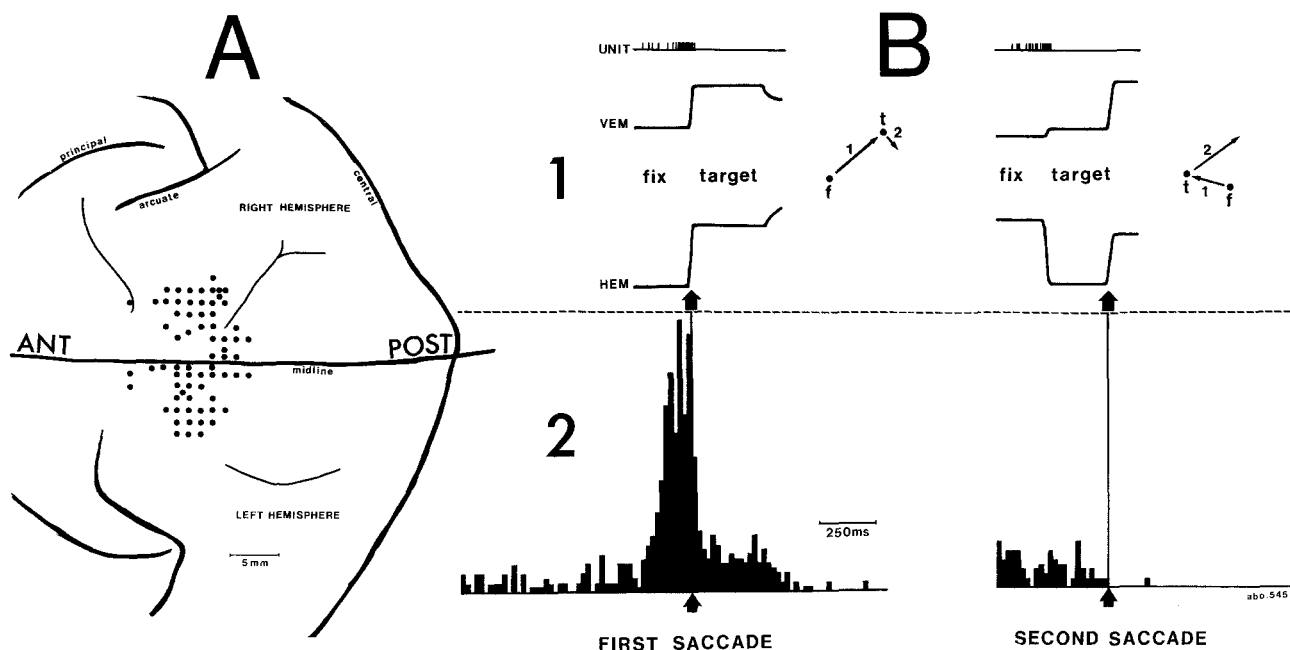 A
principal
arcuate
central
RIGHT HEMISPHERE
ANT
POST
midline
LEFT HEMISPHERE
5mm
B
1
UNIT
VEM
fix target
HEM
f
1
t
2
fix target
t
1
f
2
2
250ms
abo.545
FIRST SACCADE
SECOND SACCADE